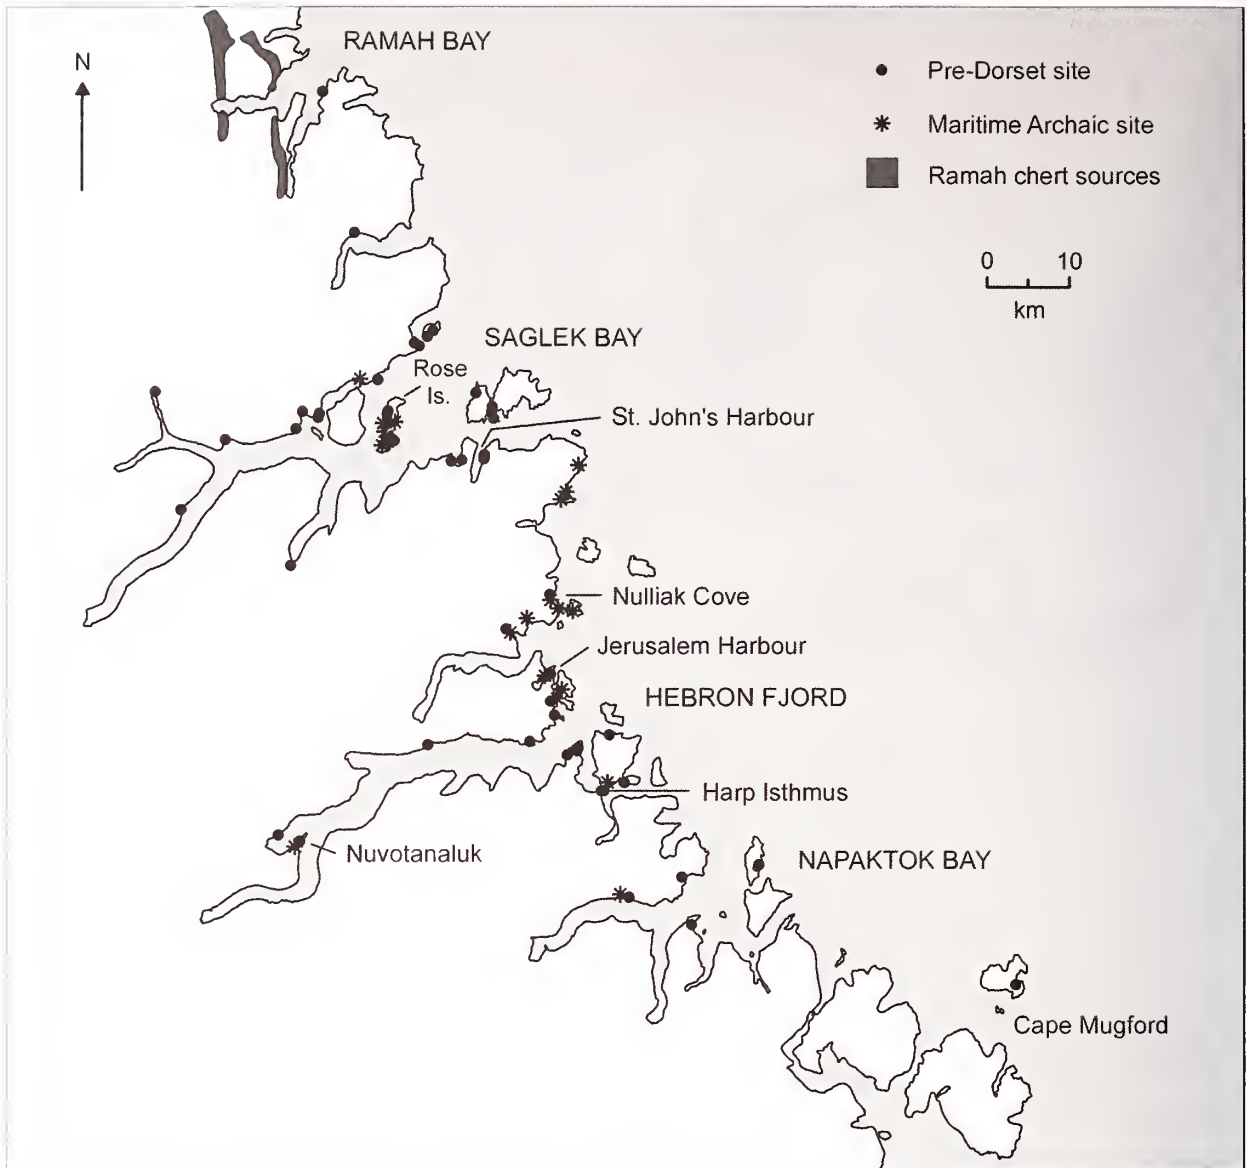 RAMAH BAY
N
Pre-Dorset site
Maritime Archaic site
Ramah chert sources
0 10
km
SAGLEK BAY
Rose
Is.
St. John's Harbour
Nulliak Cove
Jerusalem Harbour
HEBRON FJORD
Harp Isthmus
Nuvotanaluk
NAPAKTOK BAY
Cape Mugford